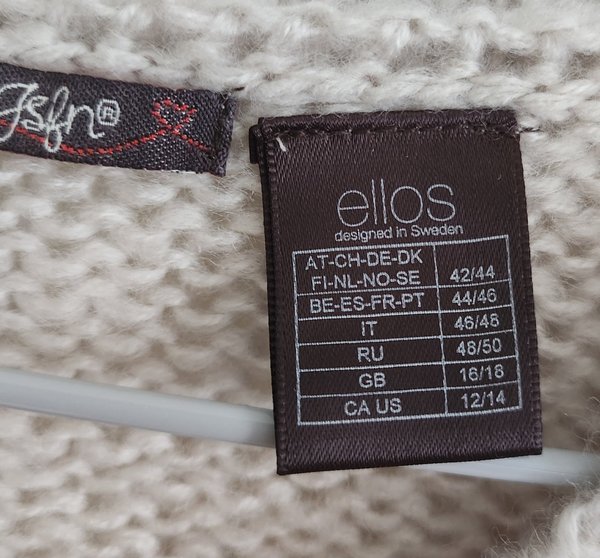 Jsfn®
ellos
designed in Sweden
AT-CH-DE-DK
FI-NL-NO-SE 42/44
BE-ES-FR-PT 44/46
IT 46/48
RU 48/50
GB 16/18
CA US 12/14